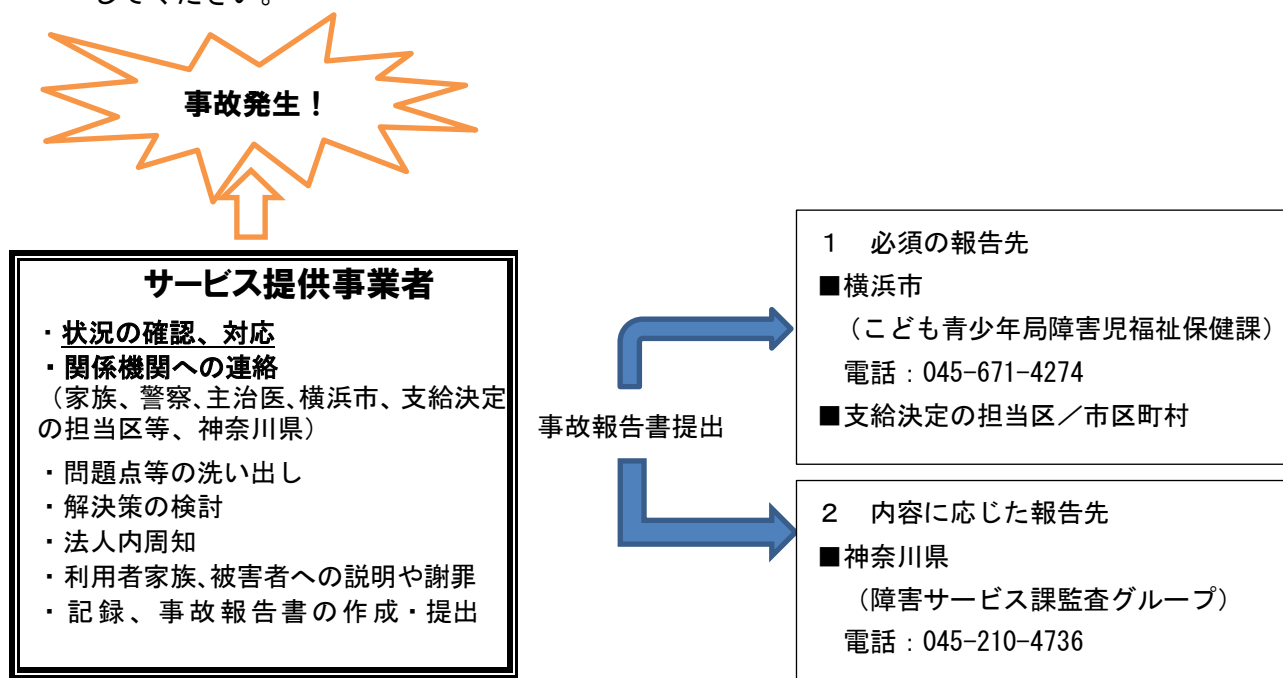 してください。
事故発生！
サービス提供事業者
・状況の確認、対応
・関係機関への連絡
（家族、警察、主治医、横浜市、支給決定
の担当区等、神奈川県）
・問題点等の洗い出し
・解決策の検討
・法人内周知
・利用者家族、被害者への説明や謝罪
・記録、事故報告書の作成・提出
事故報告書提出
１　必須の報告先
■横浜市
（こども青少年局障害児福祉保健課）
電話：045-671-4274
■支給決定の担当区／市区町村
２　内容に応じた報告先
■神奈川県
（障害サービス課監査グループ）
電話：045-210-4736